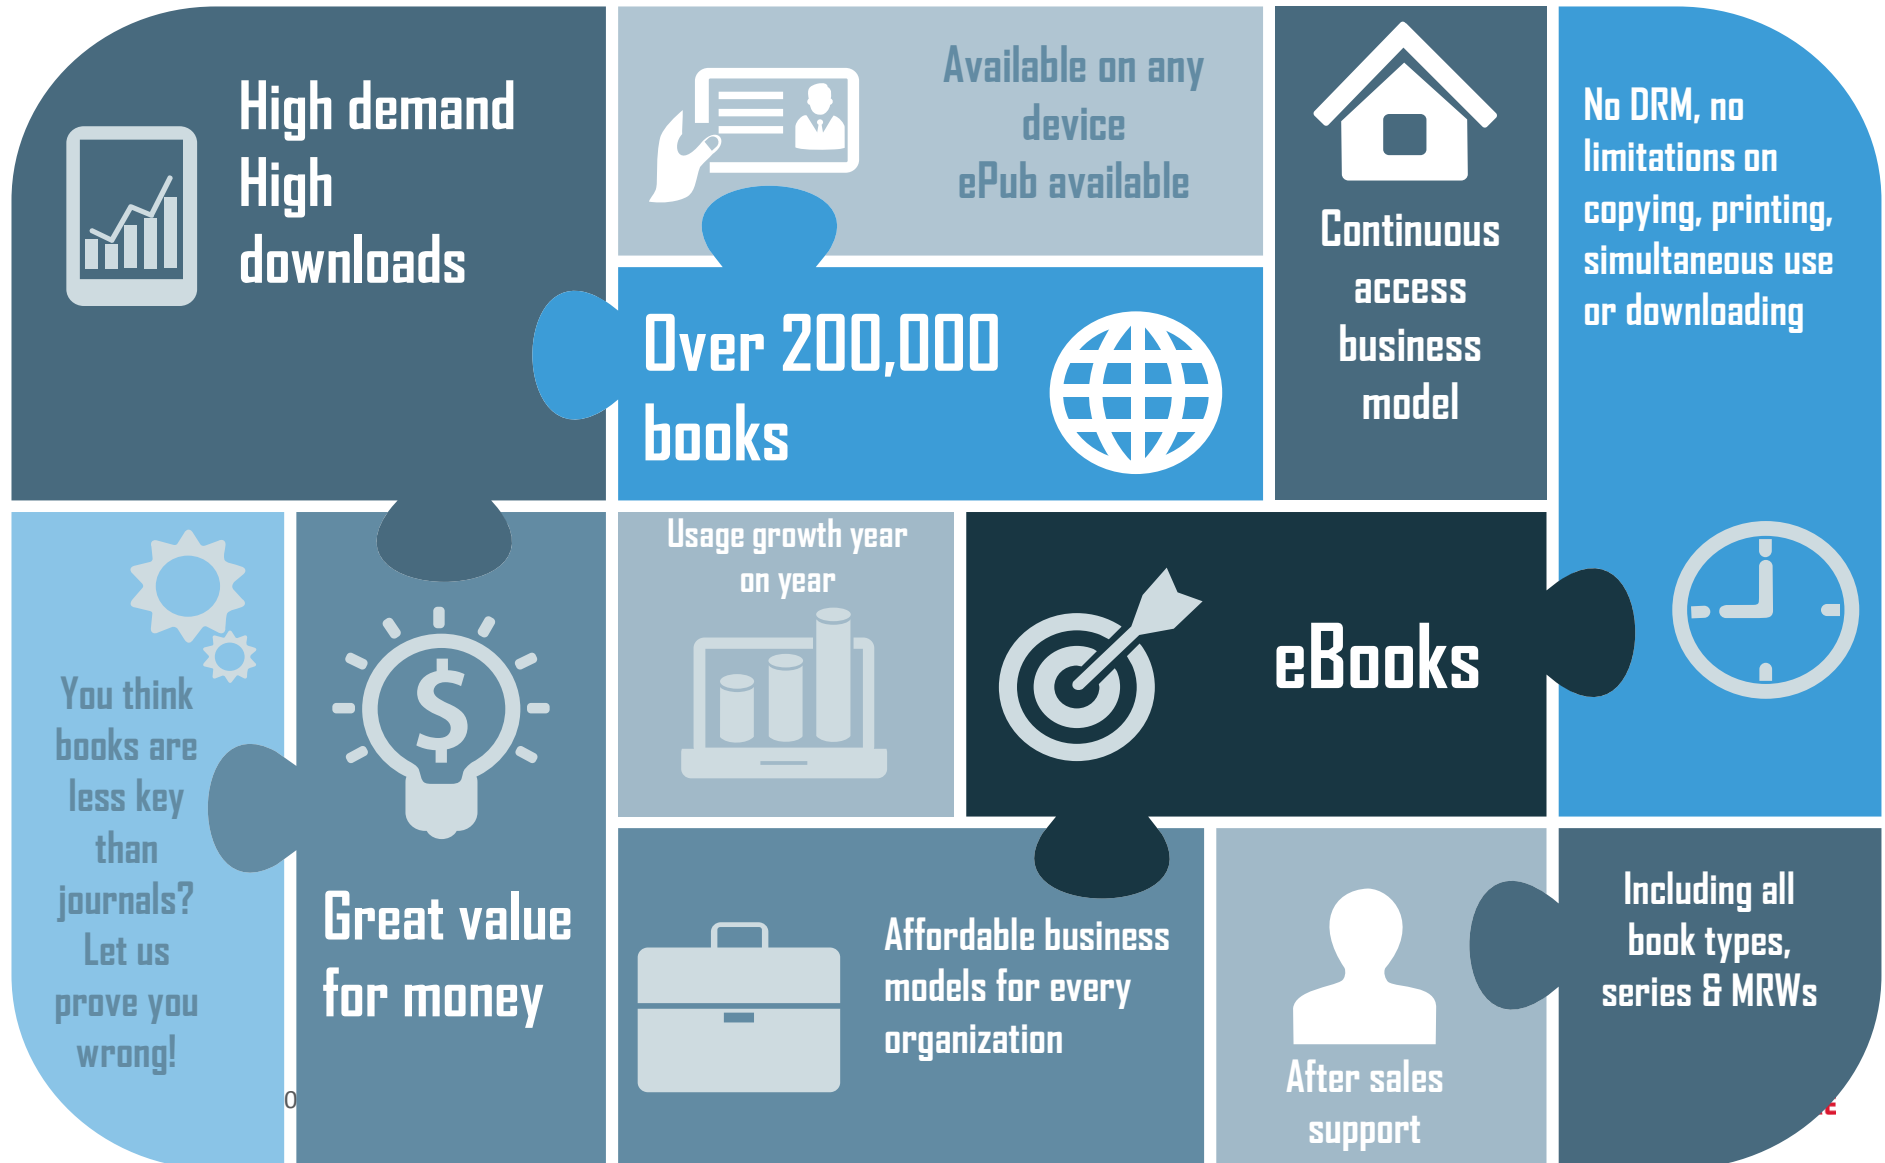 High demand
High
downloads
Available on any
device
ePub available
Continuous
access
business
model
No DRM, no
limitations on
copying, printing,
simultaneous use
or downloading
Over 200,000
books
You think
books are
less key
than
journals?
Let us
prove you
wrong!
$
Great value
for money
Usage growth year
on year
eBooks
Affordable business
models for every
organization
After sales
support
Including all
book types,
series & MRWs
0